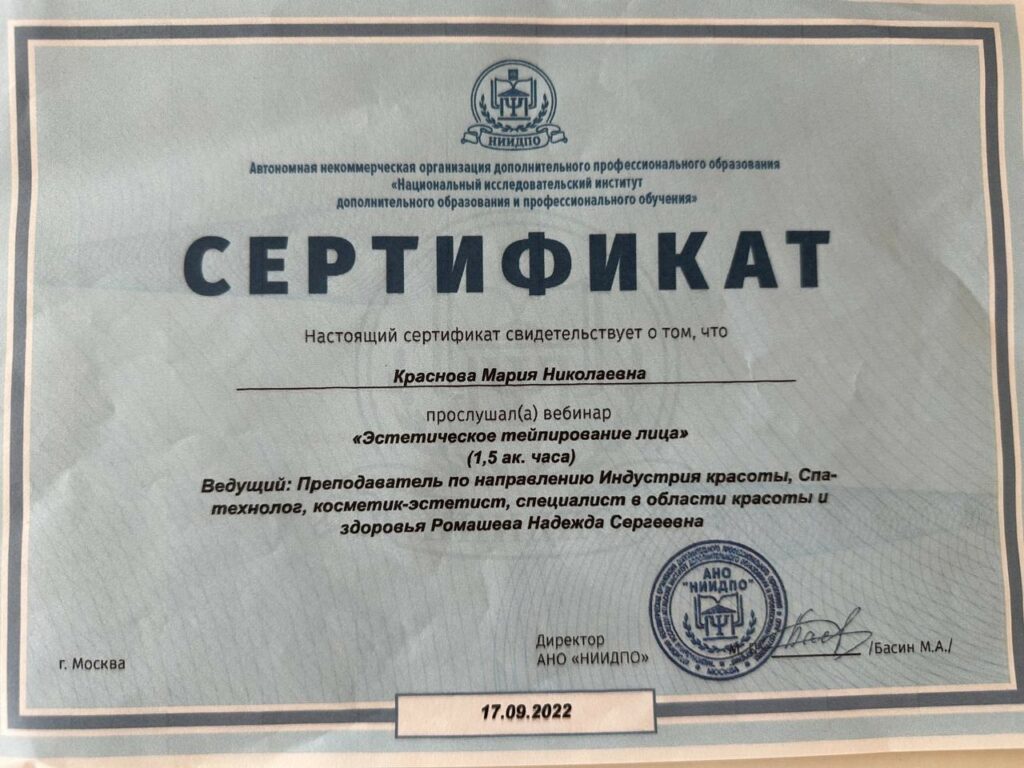 НИИДПО
Автономная некоммерческая организация дополнительного профессионального образования
«Национальный исследовательский институт
дополнительного образования и профессионального обучения»
СЕРТИФИКАТ
Настоящий сертификат свидетельствует о том, что
Краснова Мария Николаевна
прослушал(а) вебинар
«Эстетическое тейпирование лица»
(1,5 ак. часа)
Ведущий: Преподаватель по направлению Индустрия красоты, Спа-
технолог, косметик-эстетист, специалист в области красоты и
здоровья Ромашева Надежда Сергеевна
АНО
"НИИДПО"
МОСКВА
г. Москва
Директор
АНО «НИИДПО»
/Басин М.А./
17.09.2022